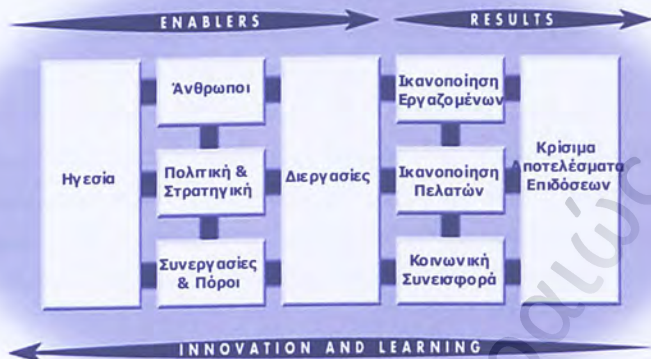 ENABLERS
RESULTS
Ηγεσία
Άνθρωποι
Πολιτική &
Στρατηγική
Συνεργασίες
& Πόροι
Διεργασίες
Ικανοποίηση
Εργαζομένων
Ικανοποίηση
Πελατών
Κοινωνική
Συνεισφορά
Κρίσιμα
Αποτελέσματα
Επιδόσεων
INNOVATION AND LEARNING